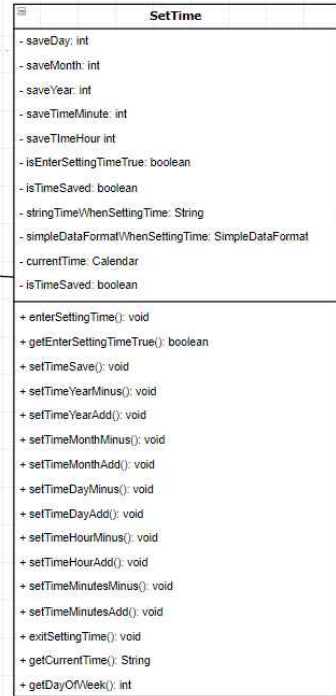 SetTime
- saveDay: int
- saveMonth: int
- saveYear: int
- saveTimeMinute: int
- saveTImeHour int
- isEnterSettingTimeTrue: boolean
- isTimeSaved: boolean
- stringTimeWhenSettingTime: String
- simpleDataFormatWhenSettingTime: SimpleDataFormat
- currentTime: Calendar
- isTimeSaved: boolean
+ enterSettingTime(): void
+ getEnterSettingTimeTrue(): boolean
+ setTimeSave(): void
+ setTimeYearMinus(): void
+ setTimeYearAdd(): void
+ setTimeMonthMinus(): void
+ setTimeMonthAdd(): void
+ setTimeDayMinus(): void
+ setTimeDayAdd(): void
+ setTimeHourMinus(): void
+ setTimeHourAdd(): void
+ setTimeMinutesMinus(): void
+ setTimeMinutesAdd(): void
+ exitSettingTime(): void
+ getCurrentTime(): String
+ getDayOfWeek(): int